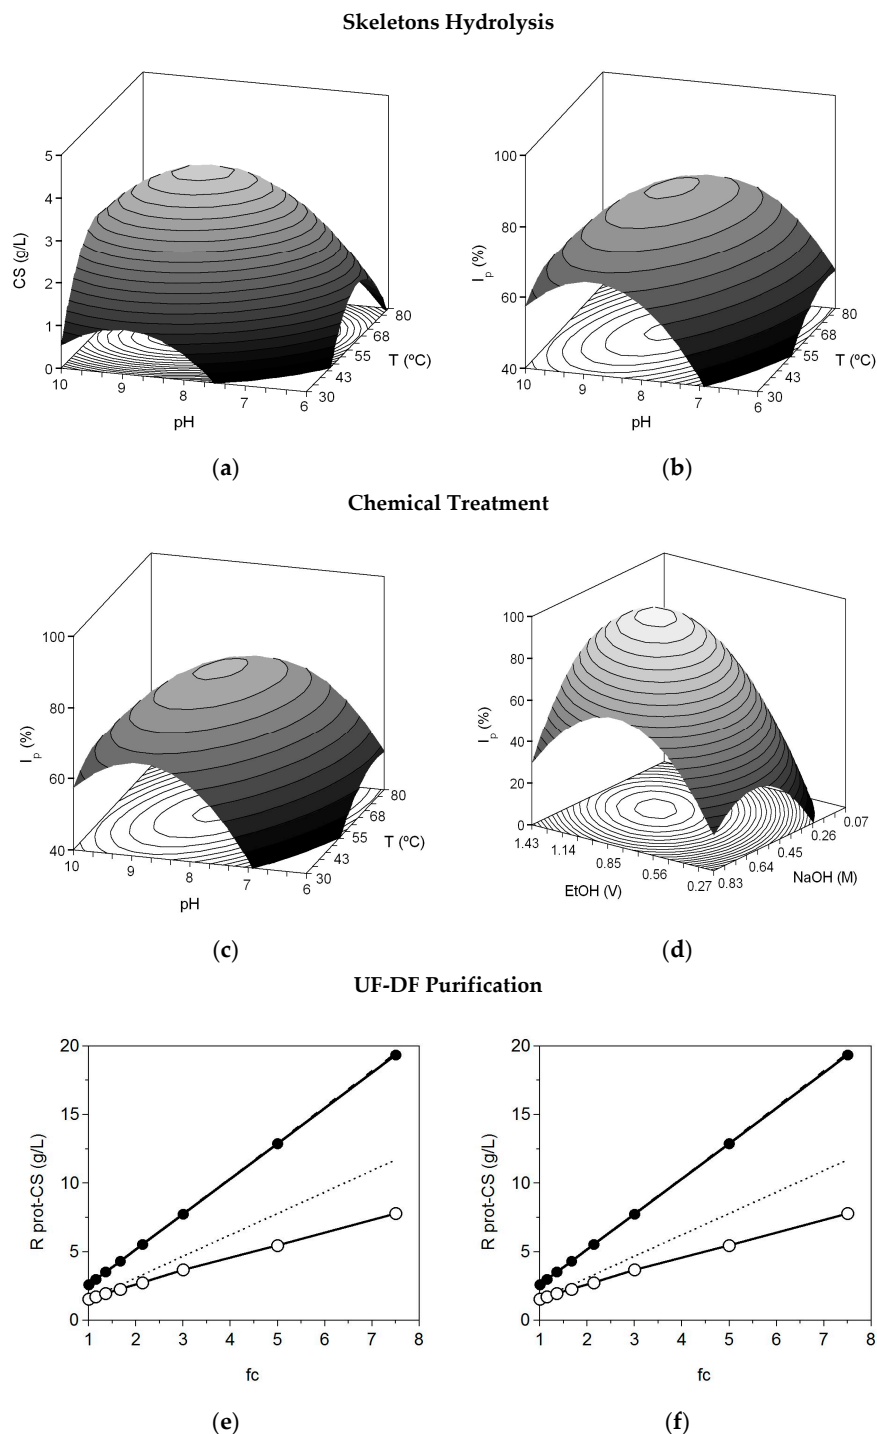 Skeletons Hydrolysis
CS (g/L)
5
4
3
2
1
0
10
9
8
7
6
pH
30
43
55
68
80
T (ºC)
(a)
Ip (%)
100
80
60
40
10
9
8
7
6
pH
30
43
55
68
80
T (ºC)
(b)
Chemical Treatment
Ip (%)
100
80
60
40
10
9
8
7
6
pH
30
43
55
68
80
T (ºC)
(c)
Ip (%)
100
80
60
40
20
0
1.43
1.14
0.85
0.56
0.27
EtOH (V)
0.83
0.64
0.45
0.26
0.07
NaOH (M)
(d)
UF-DF Purification
R prot-CS (g/L)
20
15
10
5
0
1 2 3 4 5 6 7 8
fc
(e)
R prot-CS (g/L)
20
15
10
5
0
1 2 3 4 5 6 7 8
fc
(f)